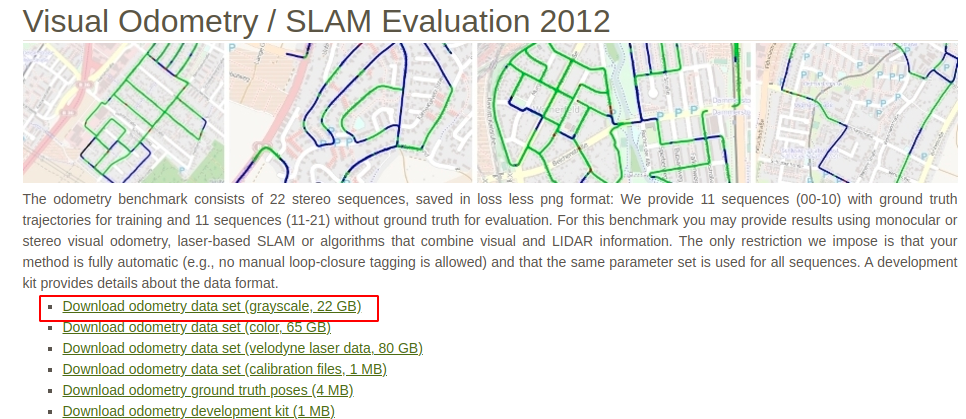 Visual Odometry / SLAM Evaluation 2012
The odometry benchmark consists of 22 stereo sequences, saved in loss less png format: We provide 11 sequences (00-10) with ground truth
trajectories for training and 11 sequences (11-21) without ground truth for evaluation. For this benchmark you may provide results using monocular or
stereo visual odometry, laser-based SLAM or algorithms that combine visual and LIDAR information. The only restriction we impose is that your
method is fully automatic (e.g., no manual loop-closure tagging is allowed) and that the same parameter set is used for all sequences. A development
kit provides details about the data format.
Download odometry data set (grayscale, 22 GB)
Download odometry data set (color, 65 GB)
Download odometry data set (velodyne laser data, 80 GB)
Download odometry data set (calibration files, 1 MB)
Download odometry ground truth poses (4 MB)
Download odometry development kit (1 MB)